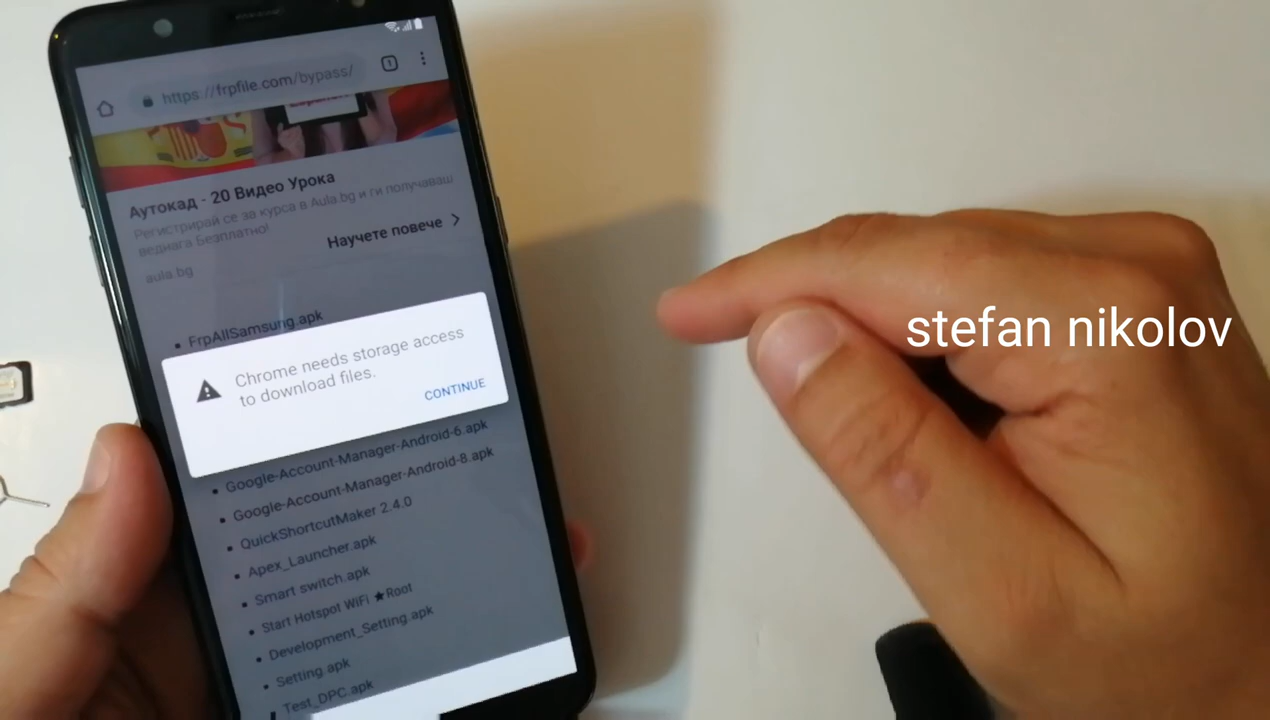 1
https://frpfile.com/bypass/
Аутокад - 20 Видео Урока
Регистрирай се за курса в Aula.bg и ги получаваш
веднага Безплатно!
Научете повече
aula.bg
FrpAllSamsung.apk
Chrome needs storage access
to download files.
CONTINUE
stefan nikolov
Google-Account-Manager-Android-6.apk
Google-Account-Manager-Android-8.apk
QuickShortcutMaker 2.4.0
Apex_Launcher.apk
Smart switch.apk
Start Hotspot WiFi ★Root
Development_Setting.apk
Setting.apk
Test_DPC.apk